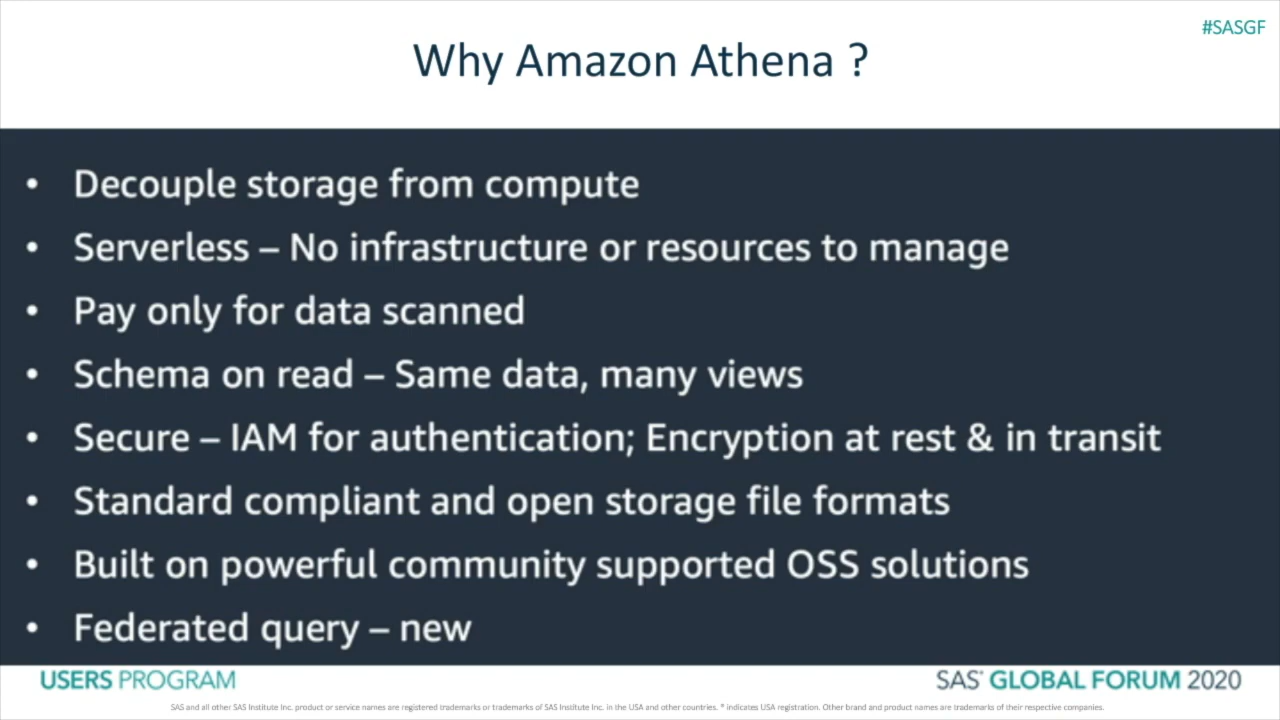 #SASGF
Why Amazon Athena ?
• Decouple storage from compute
• Serverless – No infrastructure or resources to manage
• Pay only for data scanned
• Schema on read – Same data, many views
• Secure – IAM for authentication; Encryption at rest & in transit
• Standard compliant and open storage file formats
• Built on powerful community supported OSS solutions
• Federated query – new
USERS PROGRAM
SAS® GLOBAL FORUM 2020
SAS and all other SAS Institute Inc. product or service names are registered trademarks or trademarks of SAS Institute Inc. in the USA and other countries. ® indicates USA registration. Other brand and product names are trademarks of their respective companies.